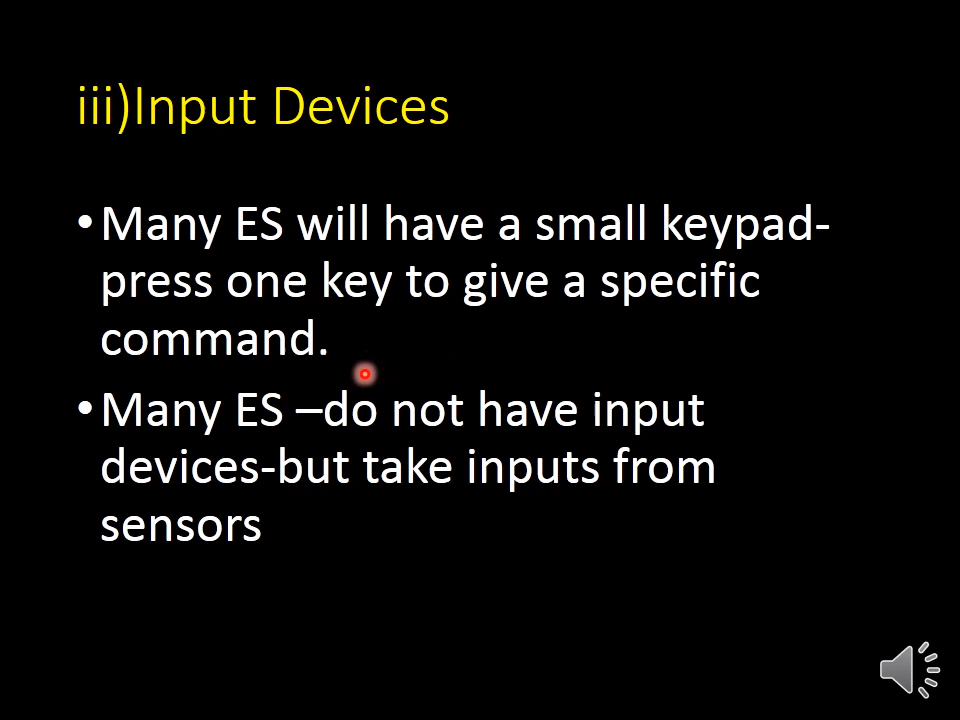 iii)Input Devices
• Many ES will have a small keypad-
press one key to give a specific
command.
• Many ES –do not have input
devices-but take inputs from
sensors